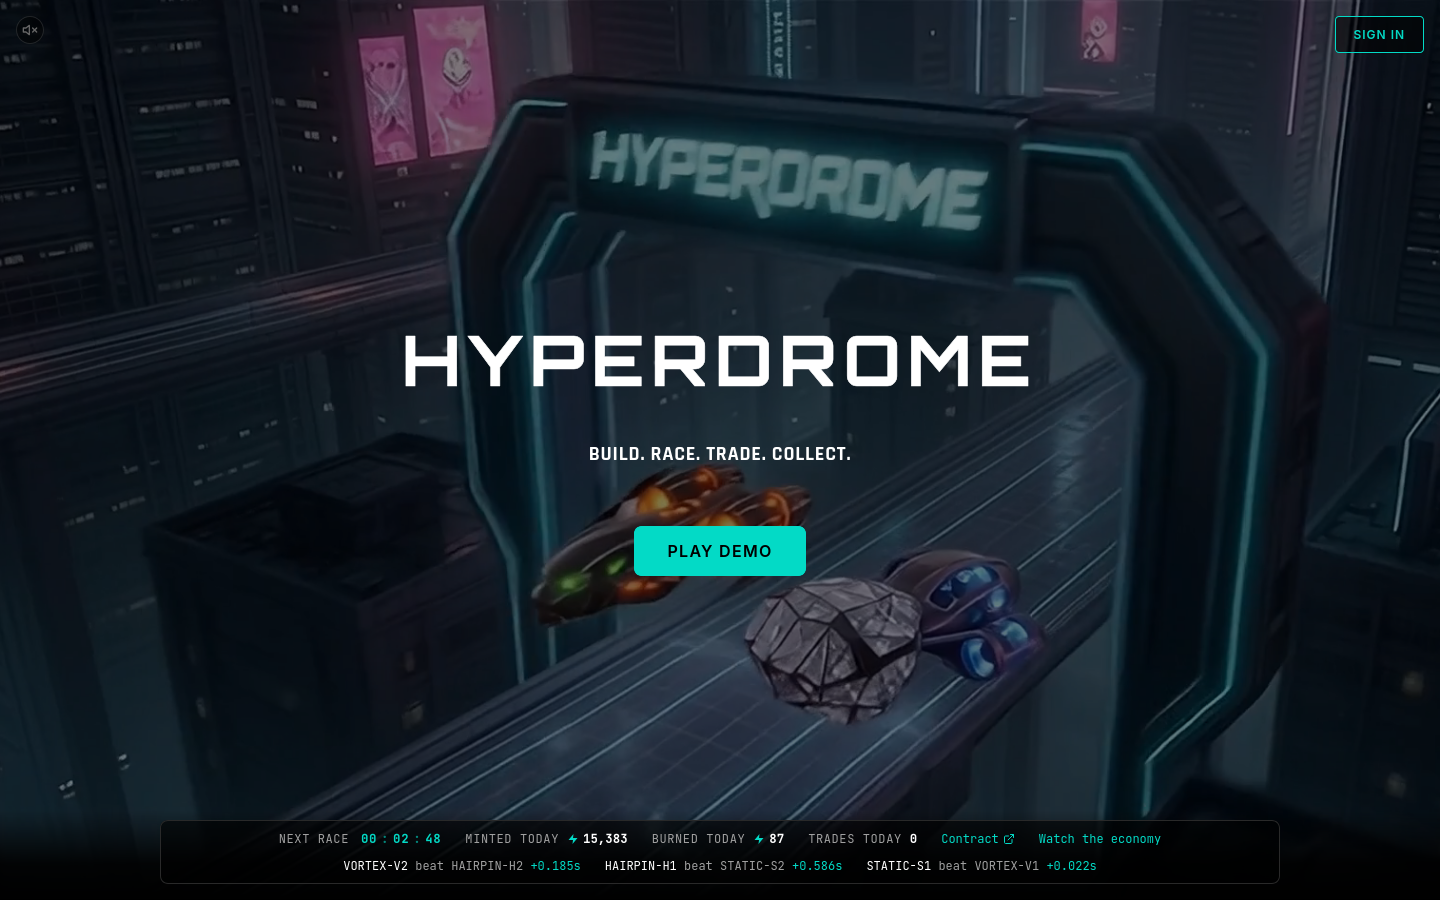 SIGN IN
HYPERDROME
HYPERDROME
BUILD. RACE. TRADE. COLLECT.
PLAY DEMO
NEXT RACE 00 : 02 : 48 MINTED TODAY 15,383 BURNED TODAY 87 TRADES TODAY 0 Contract Watch the economy
VORTEX-V2 beat HAIRPIN-H2 +0.185s HAIRPIN-H1 beat STATIC-S2 +0.586s STATIC-S1 beat VORTEX-V1 +0.022s